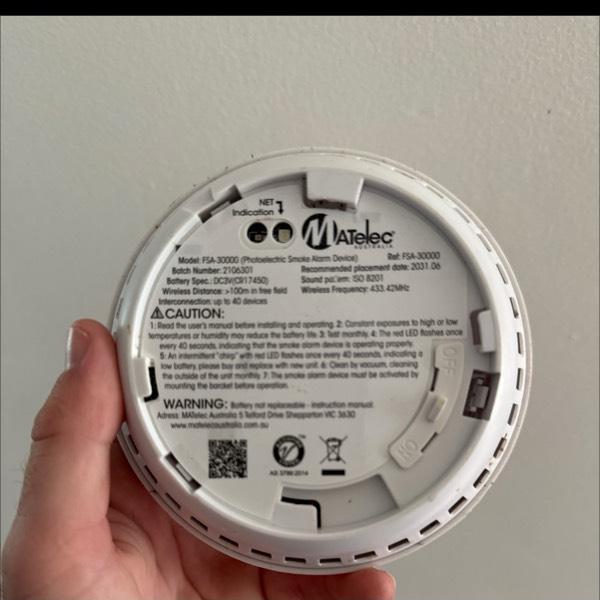 NET
Indication
MATelec
AUSTRALIA
Model: FSA-30000 (Photoelectric Smoke Alarm Device) Ref: FSA-30000
Batch Number: 2106301 Recommended placement date: 2031.06
Battery Spec.: DC3V(CR17450) Sound pattern: ISO 8201
Wireless Distance: >100m in free field Wireless Frequency: 433.42MHz
Interconnection: up to 40 devices
CAUTION:
1: Read the user's manual before installing and operating. 2: Constant exposures to high or low
temperatures or humidity may reduce the battery life. 3: Test monthly. 4: The red LED flashes once
every 40 seconds, indicating that the smoke alarm device is operating properly.
5: An intermittent "chirp" with red LED flashes once every 40 seconds, indicating a
low battery, please buy and replace with new unit. 6: Clean by vacuum, cleaning
the outside of the unit monthly. 7: The smoke alarm device must be activated by
mounting the bracket before operation.
OFF
WARNING: Battery not replaceable - instruction manual.
Adress: MATelec Australia 5 Telford Drive Shepparton VIC 3630
www.matelecaustralia.com.au
ON
AS 3786:2014